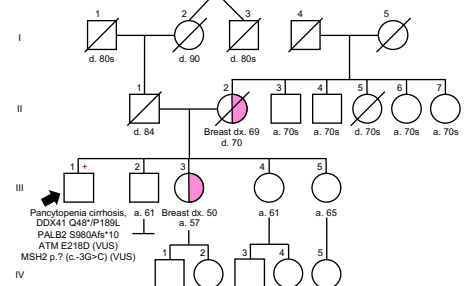 I
1 2 3 4 5
d. 80s d. 90 d. 80s
II
1 2 3 4 5 6 7
d. 84 Breast dx. 69 a. 70s a. 70s d. 70s a. 70s a. 70s
d. 70
III
1 + 2 3 4 5
Pancytopenia cirrhosis, a. 61 Breast dx. 50 a. 61 a. 65
DDX41 Q48*/P189L a. 57
PALB2 S980Afs*10
ATM E218D (VUS)
MSH2 p.? (c.-3G>C) (VUS)
IV
1 2 3 4 5